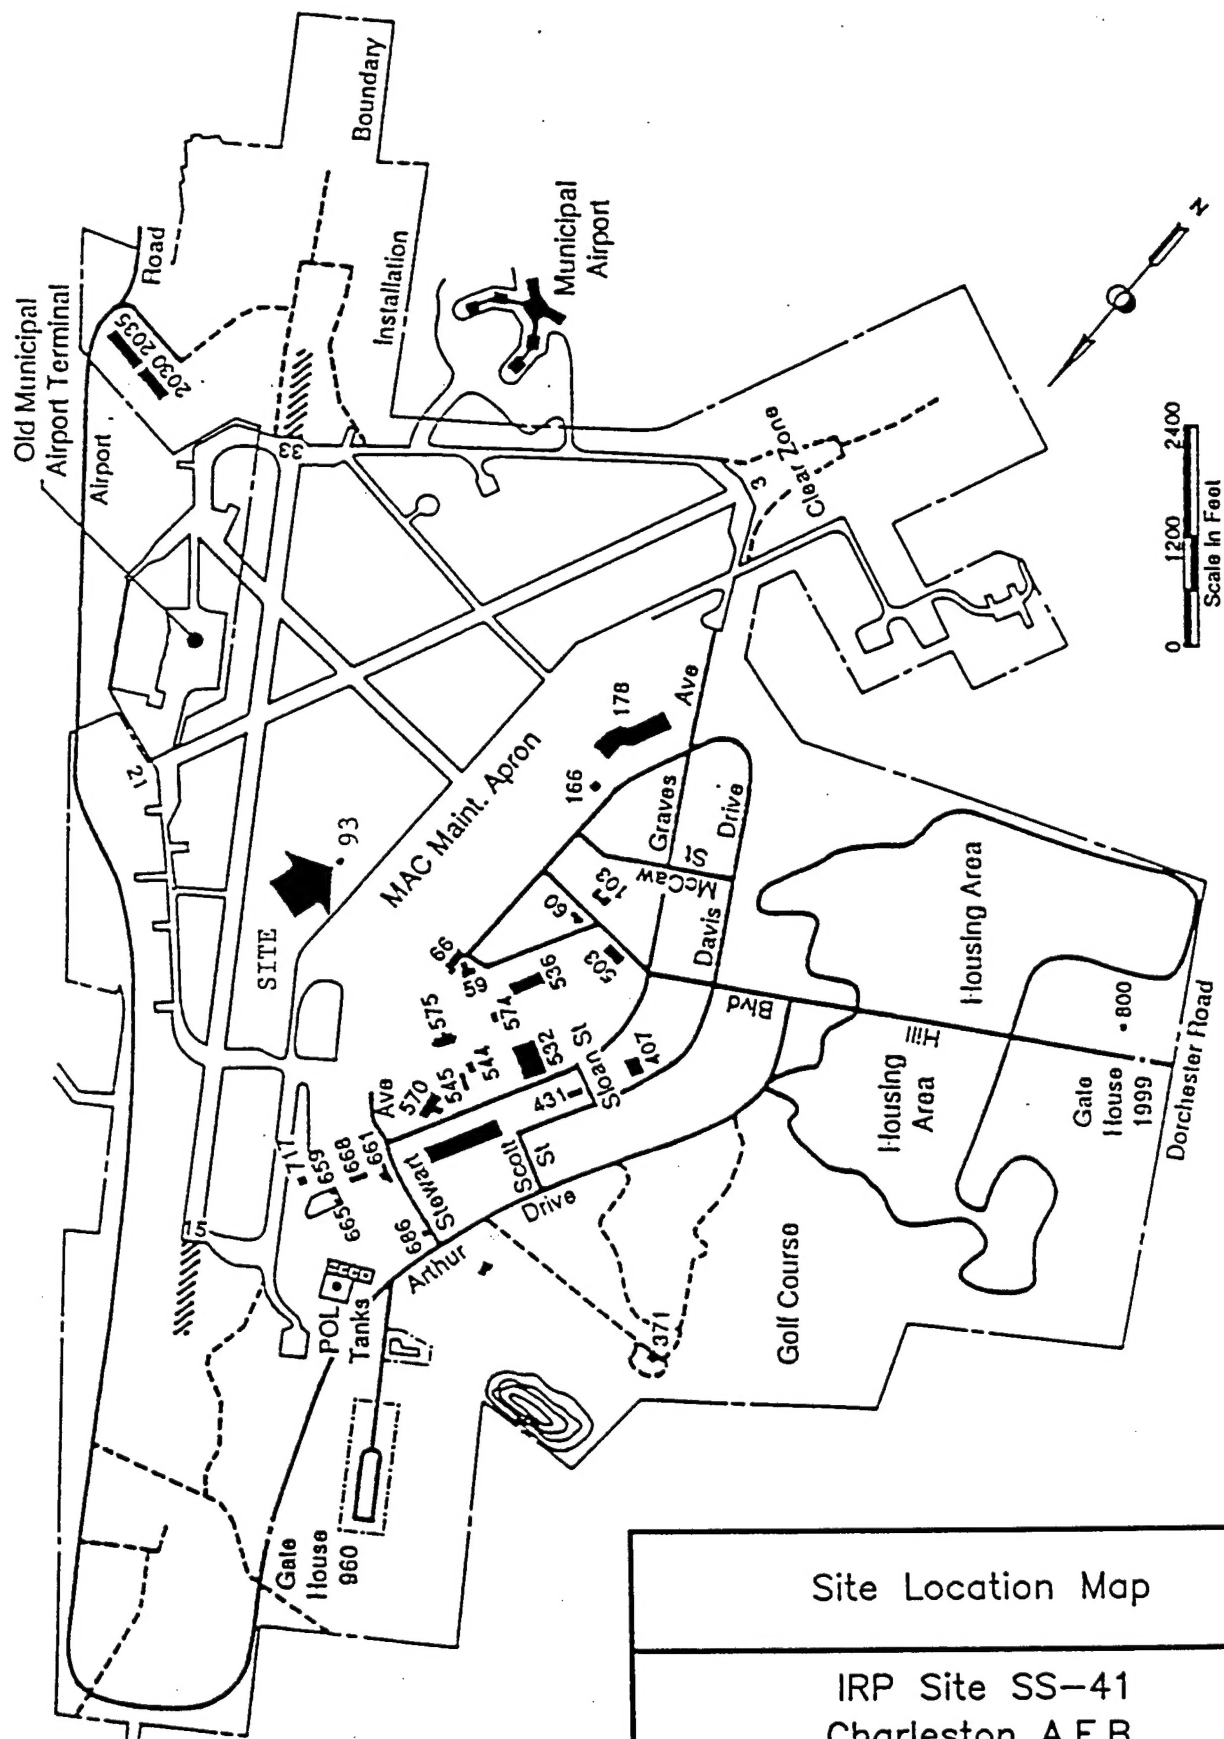 Old Municipal
Airport Terminal
Airport
Road
Boundary
Installation
Municipal
Airport
2030
2035
33
12
3
Clear Zone
N
0
1200
2400
Scale In Feet
SITE
93
MAC Maint. Apron
178
166
Graves
Ave
Drive
McCaw
St
Davis
103
60
503
66
59
536
574
575
532
544
545
570
Ave
431
Sloan St
407
Blvd
Hill
Housing Area
Housing
Area
800
Gate
House
1999
Dorchester Road
717
659
668
661
665
686
Stewart
Scott
St
Drive
Arthur
15
POL
Tanks
371
Golf Course
Gate
House
960
Site Location Map
IRP Site SS-41
Charleston A.F.B.